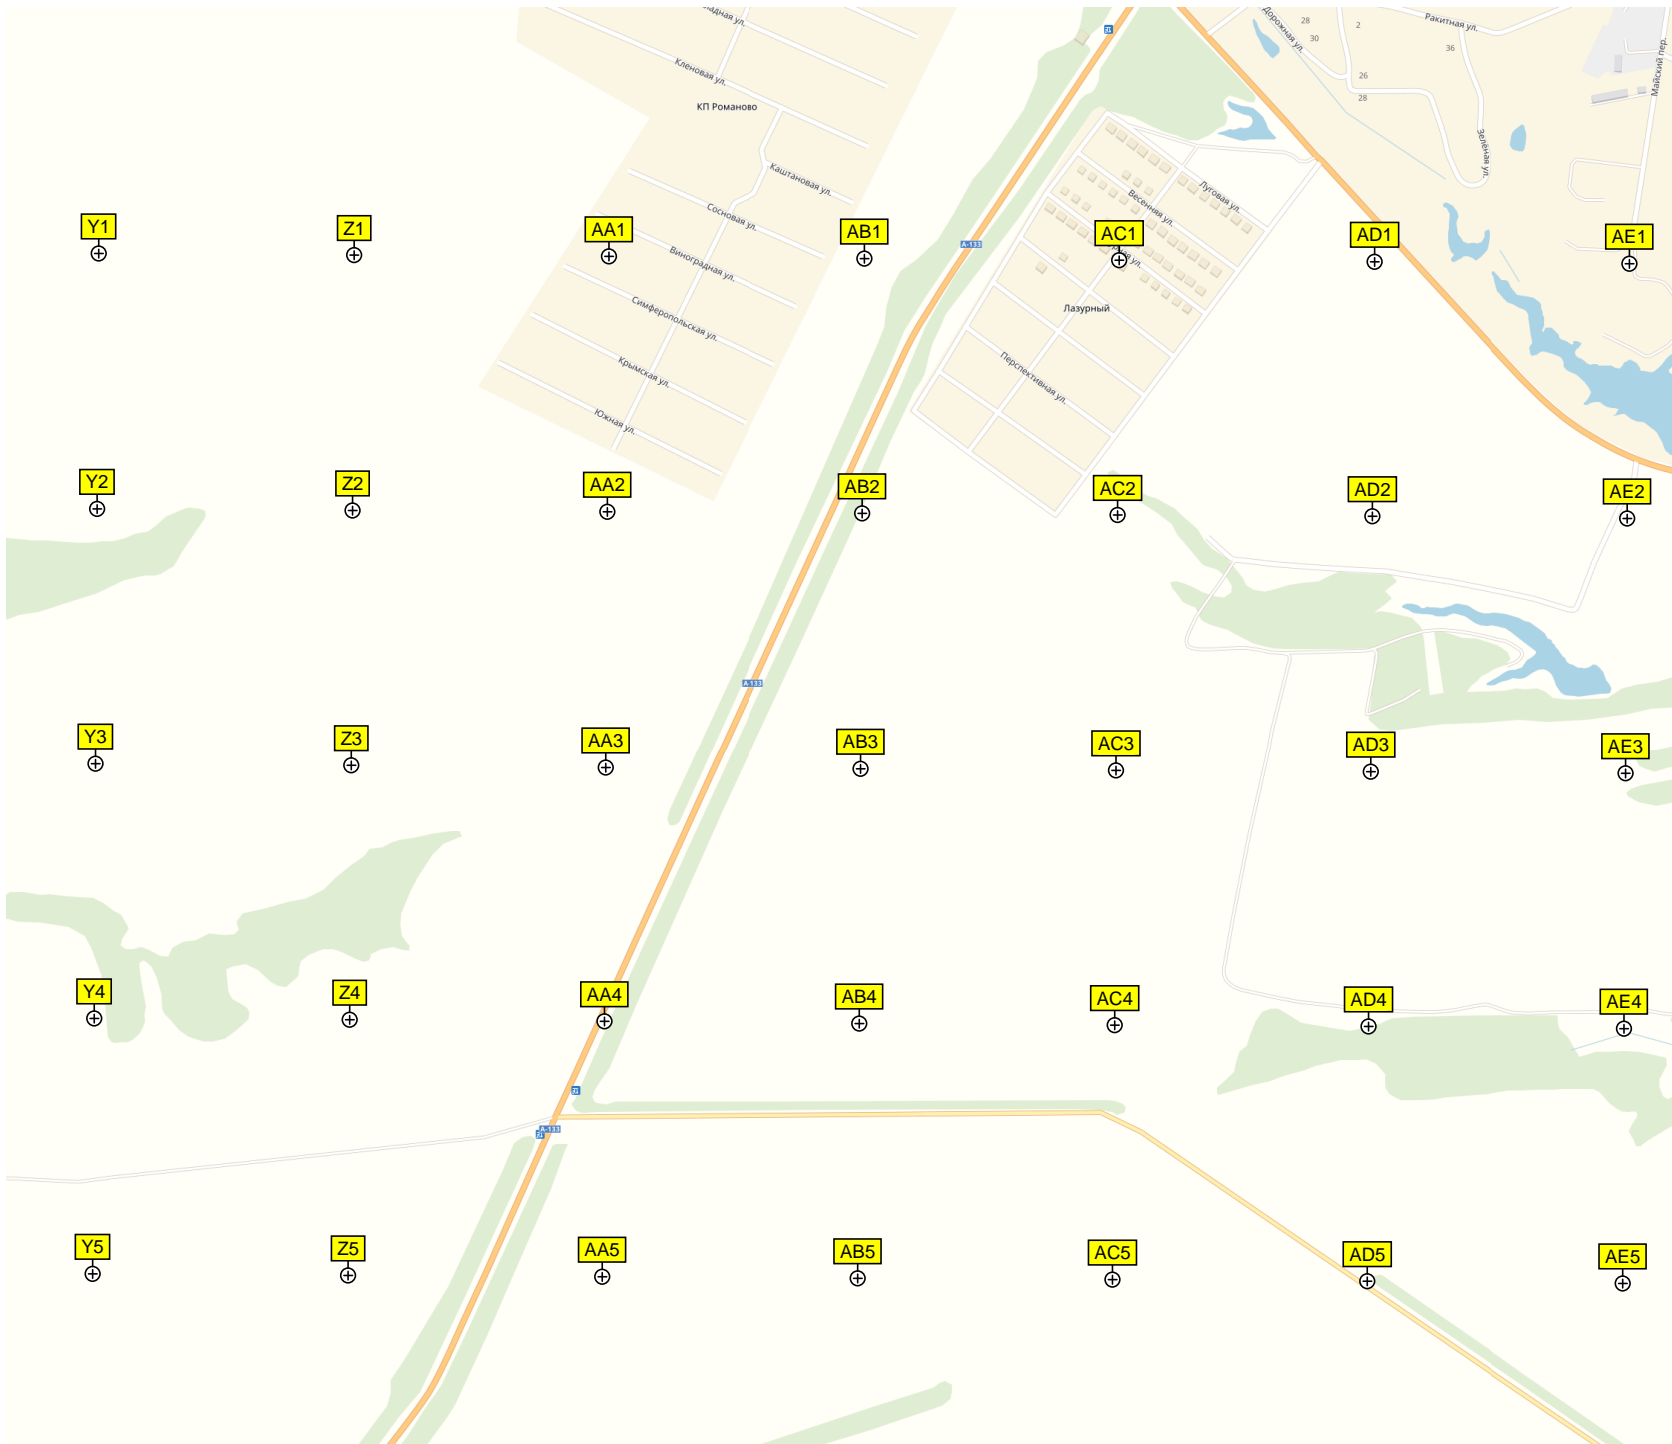 Дорожная ул.
28
30
2
Ракитная ул.
36
26
28
Майский пер.
Зелёная ул.
Кленовая ул.
КП Романово
Каштановая ул.
Сосновая ул.
Виноградная ул.
Симферопольская ул.
Крымская ул.
Южная ул.
Луговая ул.
Весенняя ул.
Лазурный
Перспективная ул.
А-133
Y1
Z1
AA1
AB1
AC1
AD1
AE1
Y2
Z2
AA2
AB2
AC2
AD2
AE2
А-133
Y3
Z3
AA3
AB3
AC3
AD3
AE3
Y4
Z4
AA4
AB4
AC4
AD4
AE4
А-133
Y5
Z5
AA5
AB5
AC5
AD5
AE5